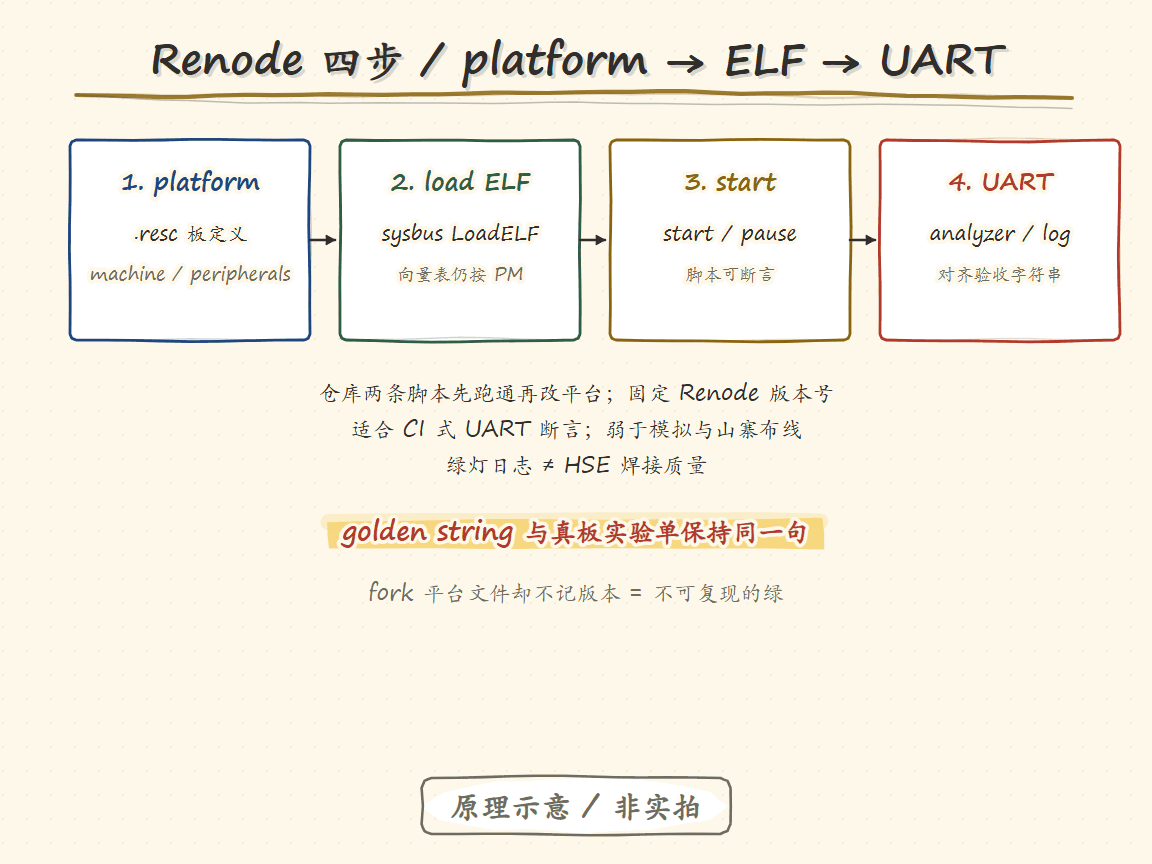 Renode 四步 / platform → ELF → UART
1. platform
.resc 板定义
machine / peripherals
2. load ELF
sysbus LoadELF
向量表仍按 PM
3. start
start / pause
脚本可断言
4. UART
analyzer / log
对齐验收字符串
仓库两条脚本先跑通再改平台；固定 Renode 版本号
适合 CI 式 UART 断言；弱于模拟与山寨布线
绿灯日志 ≠ HSE 焊接质量
golden string 与真板实验单保持同一句
fork 平台文件却不记版本 = 不可复现的绿
原理示意 / 非实拍